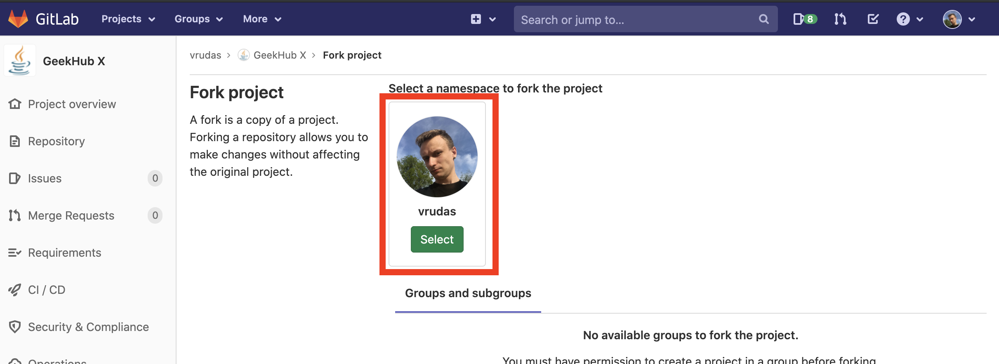 GitLab Projects Groups More Search or jump to... 8
GeekHub X
Project overview
Repository
Issues 0
Merge Requests 0
Requirements
CI / CD
Security & Compliance
Operations
vrudas > GeekHub X > Fork project
Fork project
A fork is a copy of a project.
Forking a repository allows you to
make changes without affecting
the original project.
Select a namespace to fork the project
vrudas
Select
Groups and subgroups
No available groups to fork the project.
You must have permission to create a project in a group before forking.